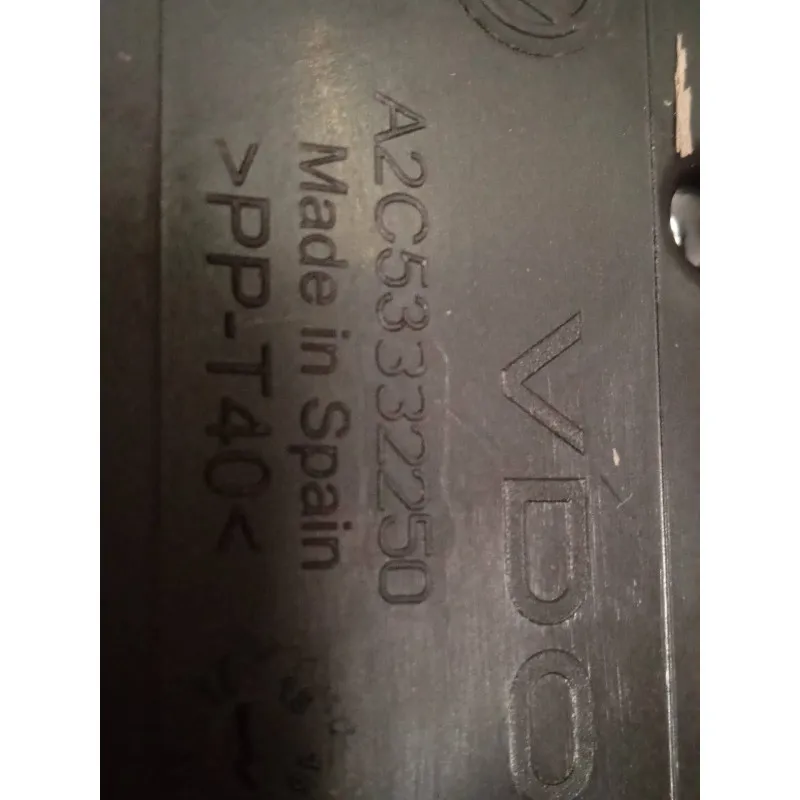 VDO
A2C53332250
Made in Spain
>PP-T40<